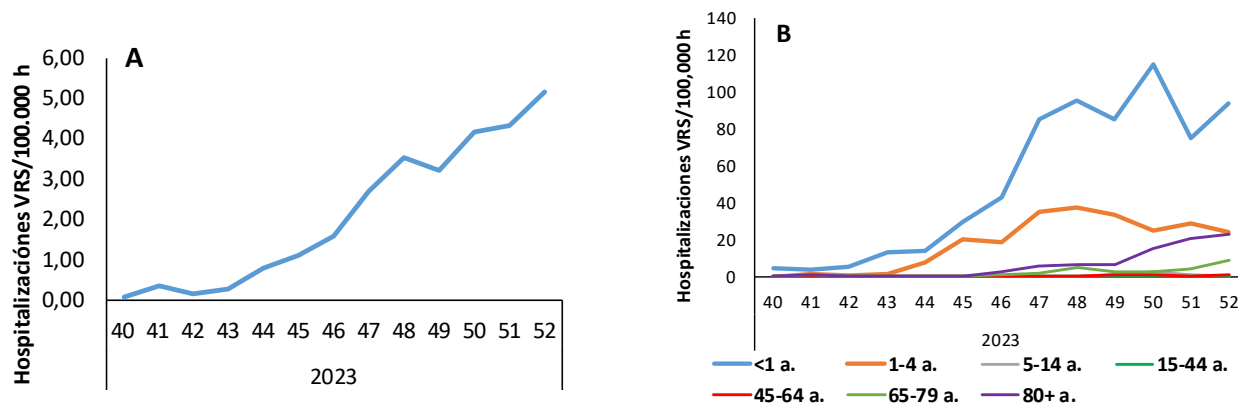 A
Hospitalizaciónes VRS/100.000 h
6,00
5,00
4,00
3,00
2,00
1,00
0,00
40 41 42 43 44 45 46 47 48 49 50 51 52
2023
B
Hospitalizaciones VRS/100,000 h
140
120
100
80
60
40
20
0
40 41 42 43 44 45 46 47 48 49 50 51 52
2023
<1 a. 1-4 a. 5-14 a. 15-44 a.
45-64 a. 65-79 a. 80+ a.